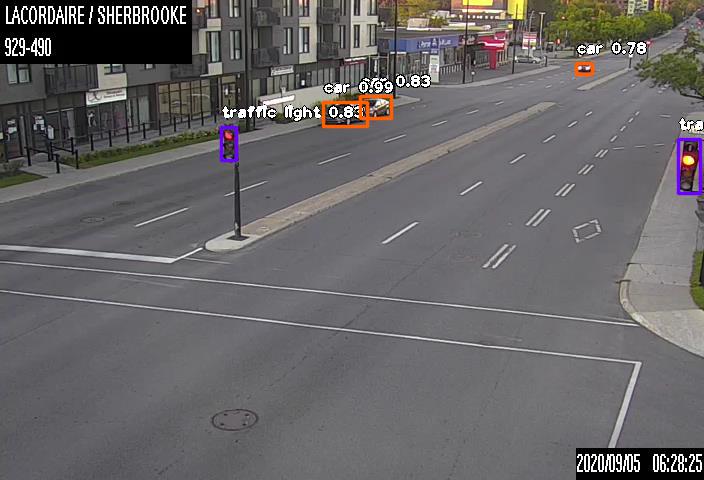 LACORDAIRE / SHERBROOKE
929-490
car 0.78
car 0.99
0.83
traffic light 0.83
tra
2020/09/05 06:28:25